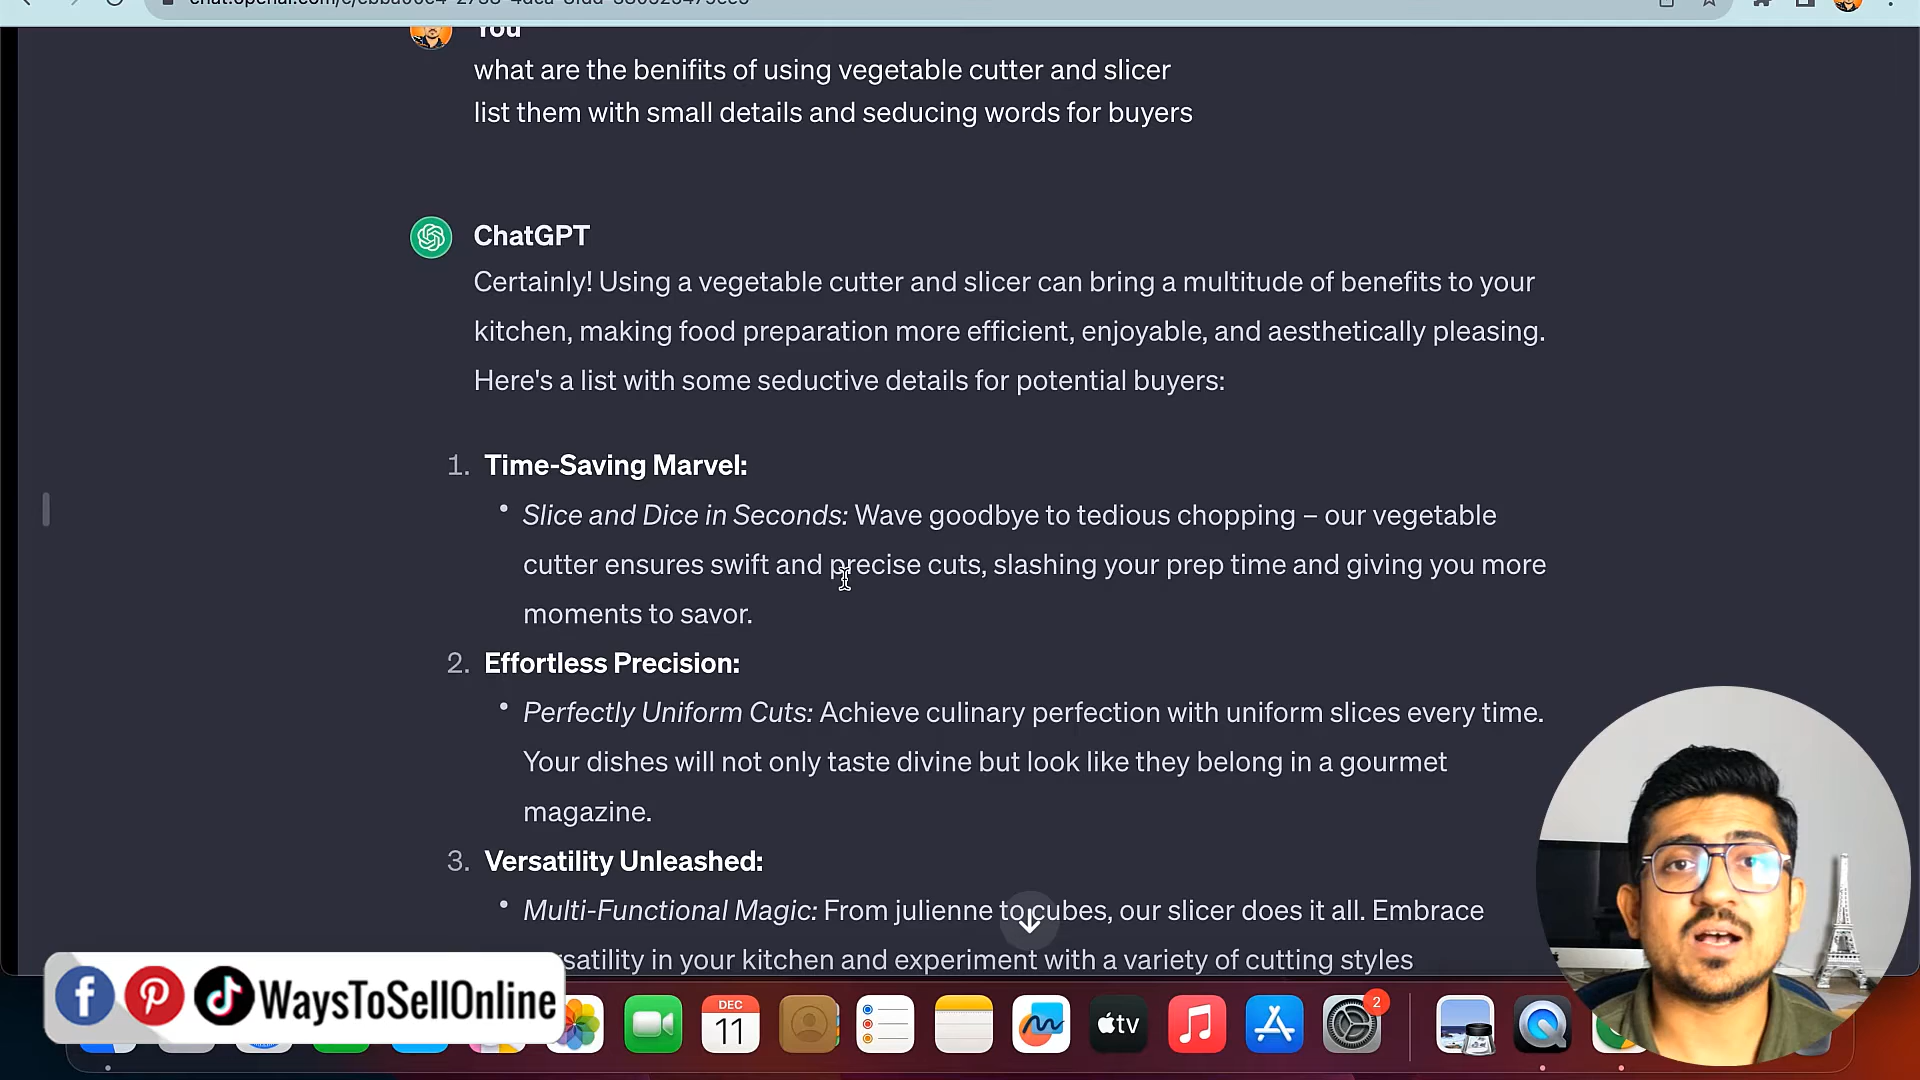 You
what are the benifits of using vegetable cutter and slicer
list them with small details and seducing words for buyers
ChatGPT
Certainly! Using a vegetable cutter and slicer can bring a multitude of benefits to your
kitchen, making food preparation more efficient, enjoyable, and aesthetically pleasing.
Here's a list with some seductive details for potential buyers:
1. Time-Saving Marvel:
• Slice and Dice in Seconds: Wave goodbye to tedious chopping – our vegetable
cutter ensures swift and precise cuts, slashing your prep time and giving you more
moments to savor.
2. Effortless Precision:
• Perfectly Uniform Cuts: Achieve culinary perfection with uniform slices every time.
Your dishes will not only taste divine but look like they belong in a gourmet
magazine.
3. Versatility Unleashed:
• Multi-Functional Magic: From julienne to cubes, our slicer does it all. Embrace
in your kitchen and experiment with a variety of cutting styles
WaysToSellOnline
DEC
11
tv
2